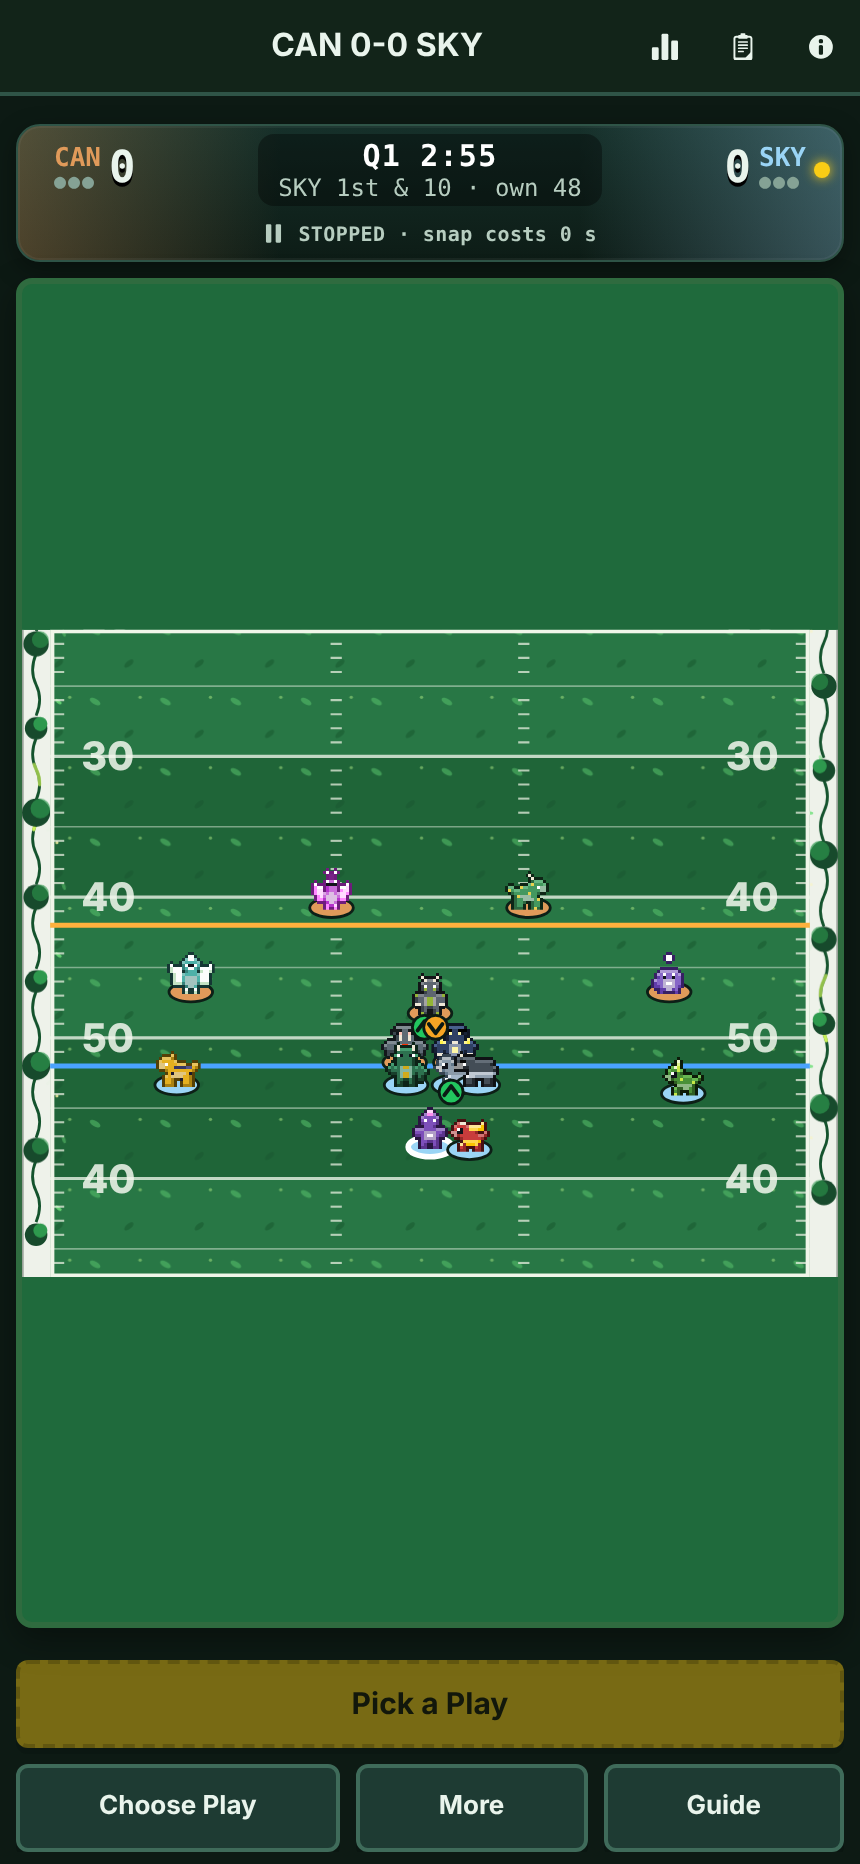 CAN 0-0 SKY
CAN 0
Q1 2:55
0 SKY
SKY 1st & 10 · own 48
STOPPED · snap costs 0 s
30 30
40 40
50 50
40 40
Pick a Play
Choose Play
More
Guide